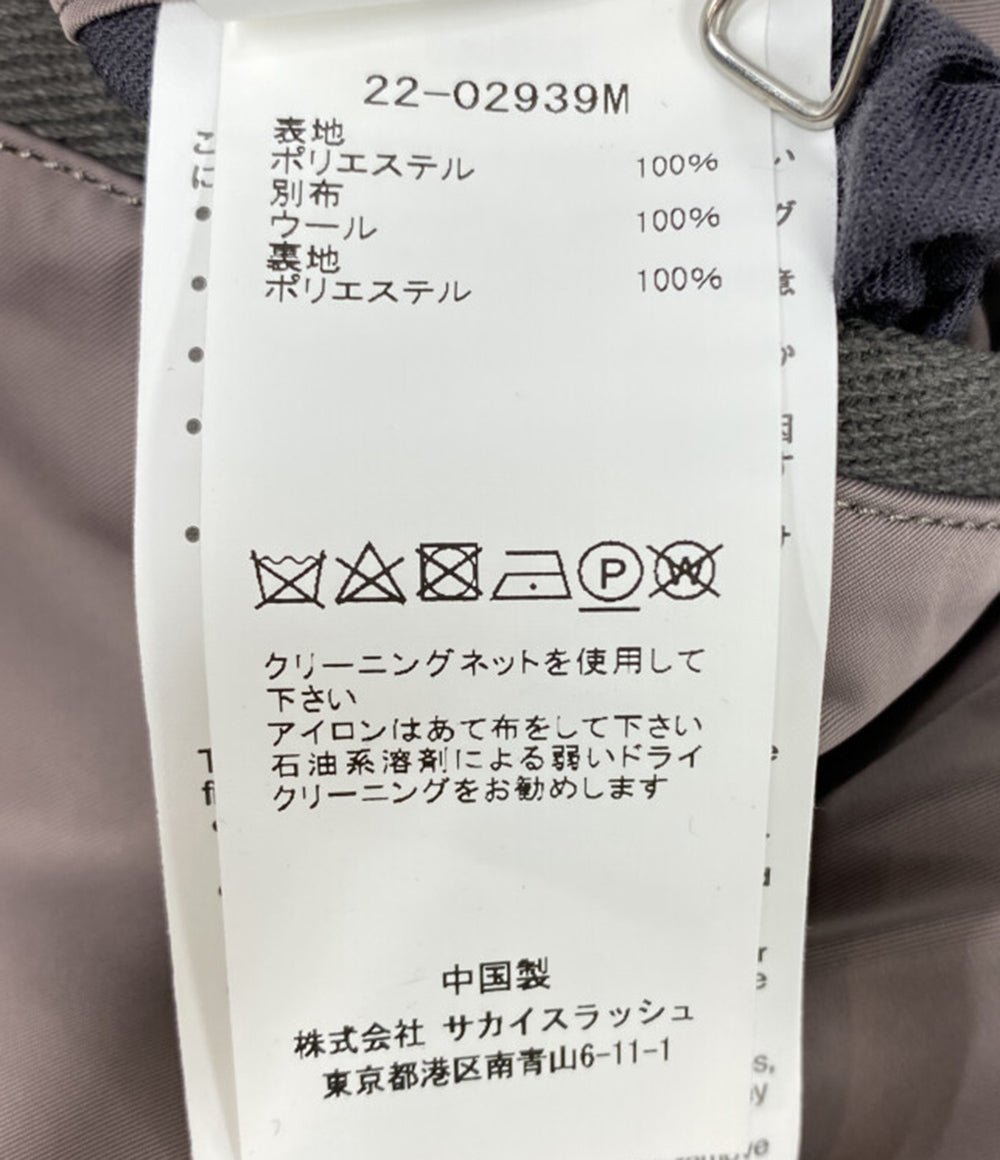 22-02939M
表地
ポリエステル 100%
別布
ウール 100%
裏地
ポリエステル 100%
P W
クリーニングネットを使用して
下さい
アイロンはあて布をして下さい
石油系溶剤による弱いドライ
クリーニングをお勧めします
中国製
株式会社 サカイスラッシュ
東京都港区南青山6-11-1